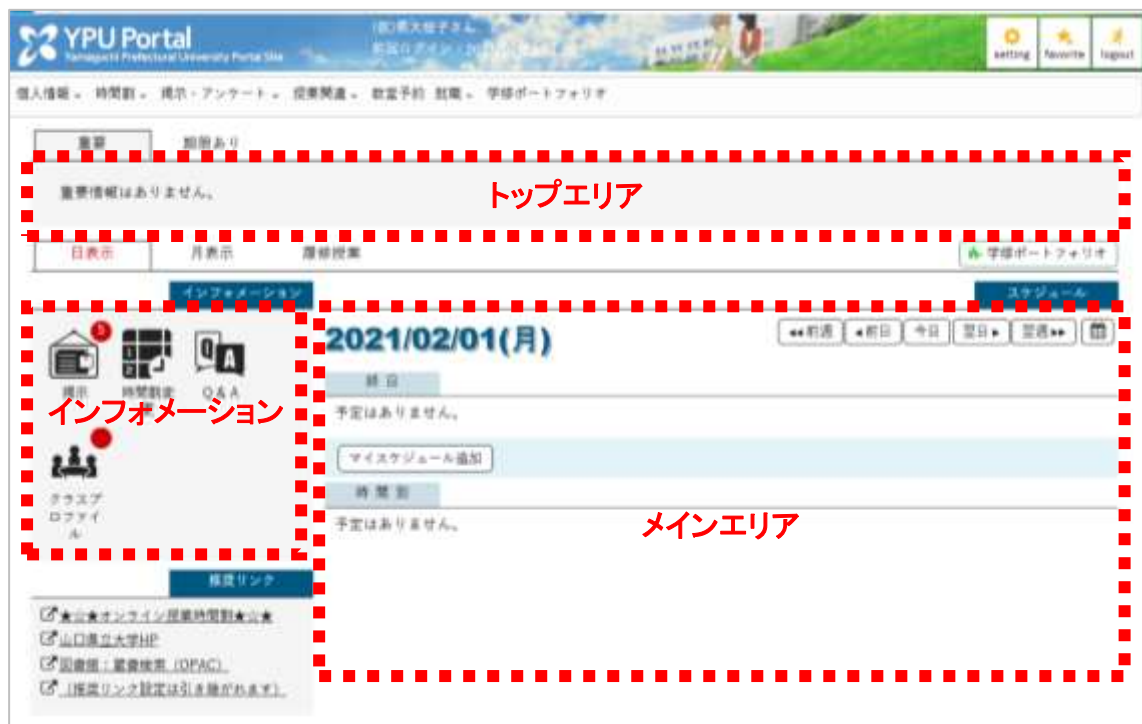 YPU Portal
Yamaguchi Prefectural University Portal Site
setting favorite logout
個人情報 時間割 掲示・アンケート 授業関連 教室予約 就職 学修ポートフォリオ
重要 期限あり
重要情報はありません。
トップエリア
日表示 月表示 履修授業 学修ポートフォリオ
インフォメーション スケジュール
2021/02/01(月) 前週 前日 今日 翌日 翌週
5
掲示 時間割変更 Q&A
インフォメーション
クラスプ
ロファイ
ル
終日
予定はありません。
マイスケジュール追加
時間別
予定はありません。
メインエリア
推奨リンク
★☆★オンライン授業時間割★☆★
山口県立大学HP
図書館:蔵書検索 (OPAC)
(推奨リンク設定は引き継がれます)